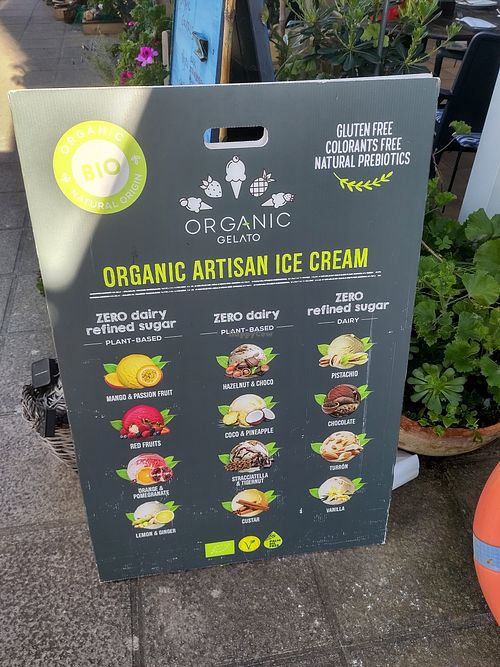 ORGANIC
BIO
NATURAL ORIGIN
GLUTEN FREE
COLORANTS FREE
NATURAL PREBIOTICS
ORGANIC
GELATO
ORGANIC ARTISAN ICE CREAM
ZERO dairy
refined sugar
PLANT-BASED
MANGO & PASSION FRUIT
RED FRUITS
ORANGE &
POMEGRANATE
LEMON & GINGER
ZERO dairy
PLANT-BASED
HAZELNUT & CHOCO
COCO & PINEAPPLE
STRACCIATELLA
& TIGERNUT
CUSTAR
ZERO
refined sugar
DAIRY
PISTACHIO
CHOCOLATE
TURRÓN
VANILLA
V